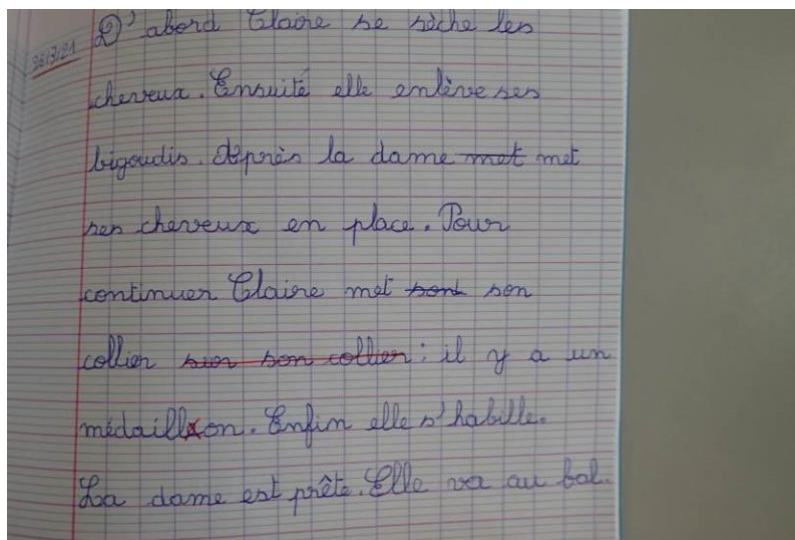 D'abord Claire se sèche les
cheveux. Ensuité elle enlève ses
bigoudis. Après la dame met met
ses cheveux en place. Pour
continuer Claire met sont son
collier sur son collier : il y a un
médaillon. Enfin elle s'habille.
La dame est prête. Elle va au bal.